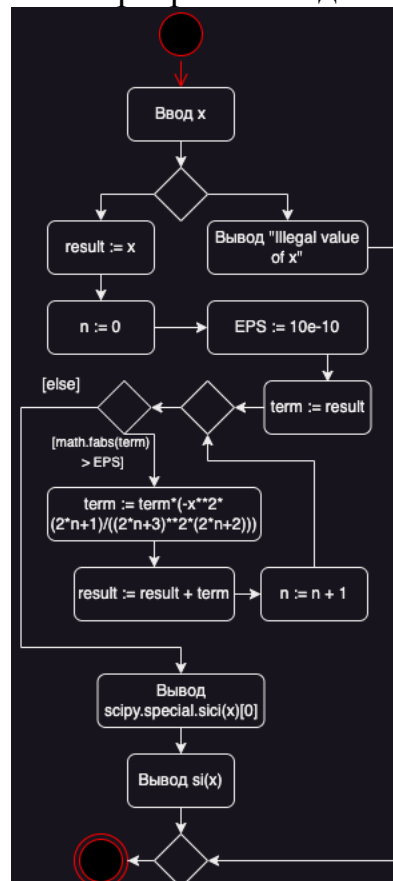 Ввод x
result := x
Вывод "Illegal value
of x"
n := 0
EPS := 10e-10
[else]
term := result
[math.fabs(term)
> EPS]
term := term*(-x**2*
(2*n+1)/((2*n+3)**2*(2*n+2)))
result := result + term
n := n + 1
Вывод
scipy.special.sici(x)[0]
Вывод si(x)